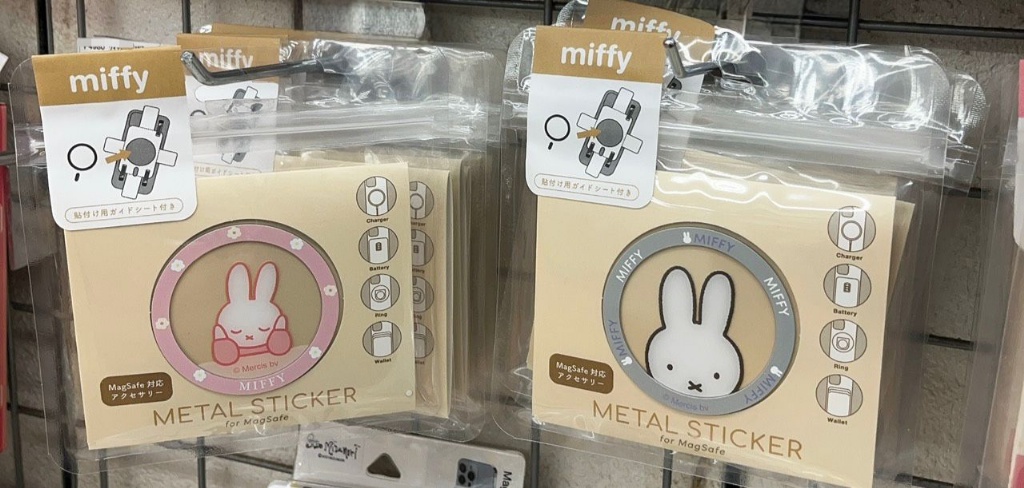 miffy
貼付け用ガイドシート付き
Charger
Battery
Ring
Wallet
© Mercis bv
MIFFY
MagSafe 対応
アクセサリー
METAL STICKER
for MagSafe
miffy
miffy
miffy
貼付け用ガイドシート付き
MIFFY
MIFFY
MIFFY
MIFFY
MIFFY
© Mercis bv
Charger
Battery
Ring
Wallet
MagSafe 対応
アクセサリー
METAL STICKER
for MagSafe